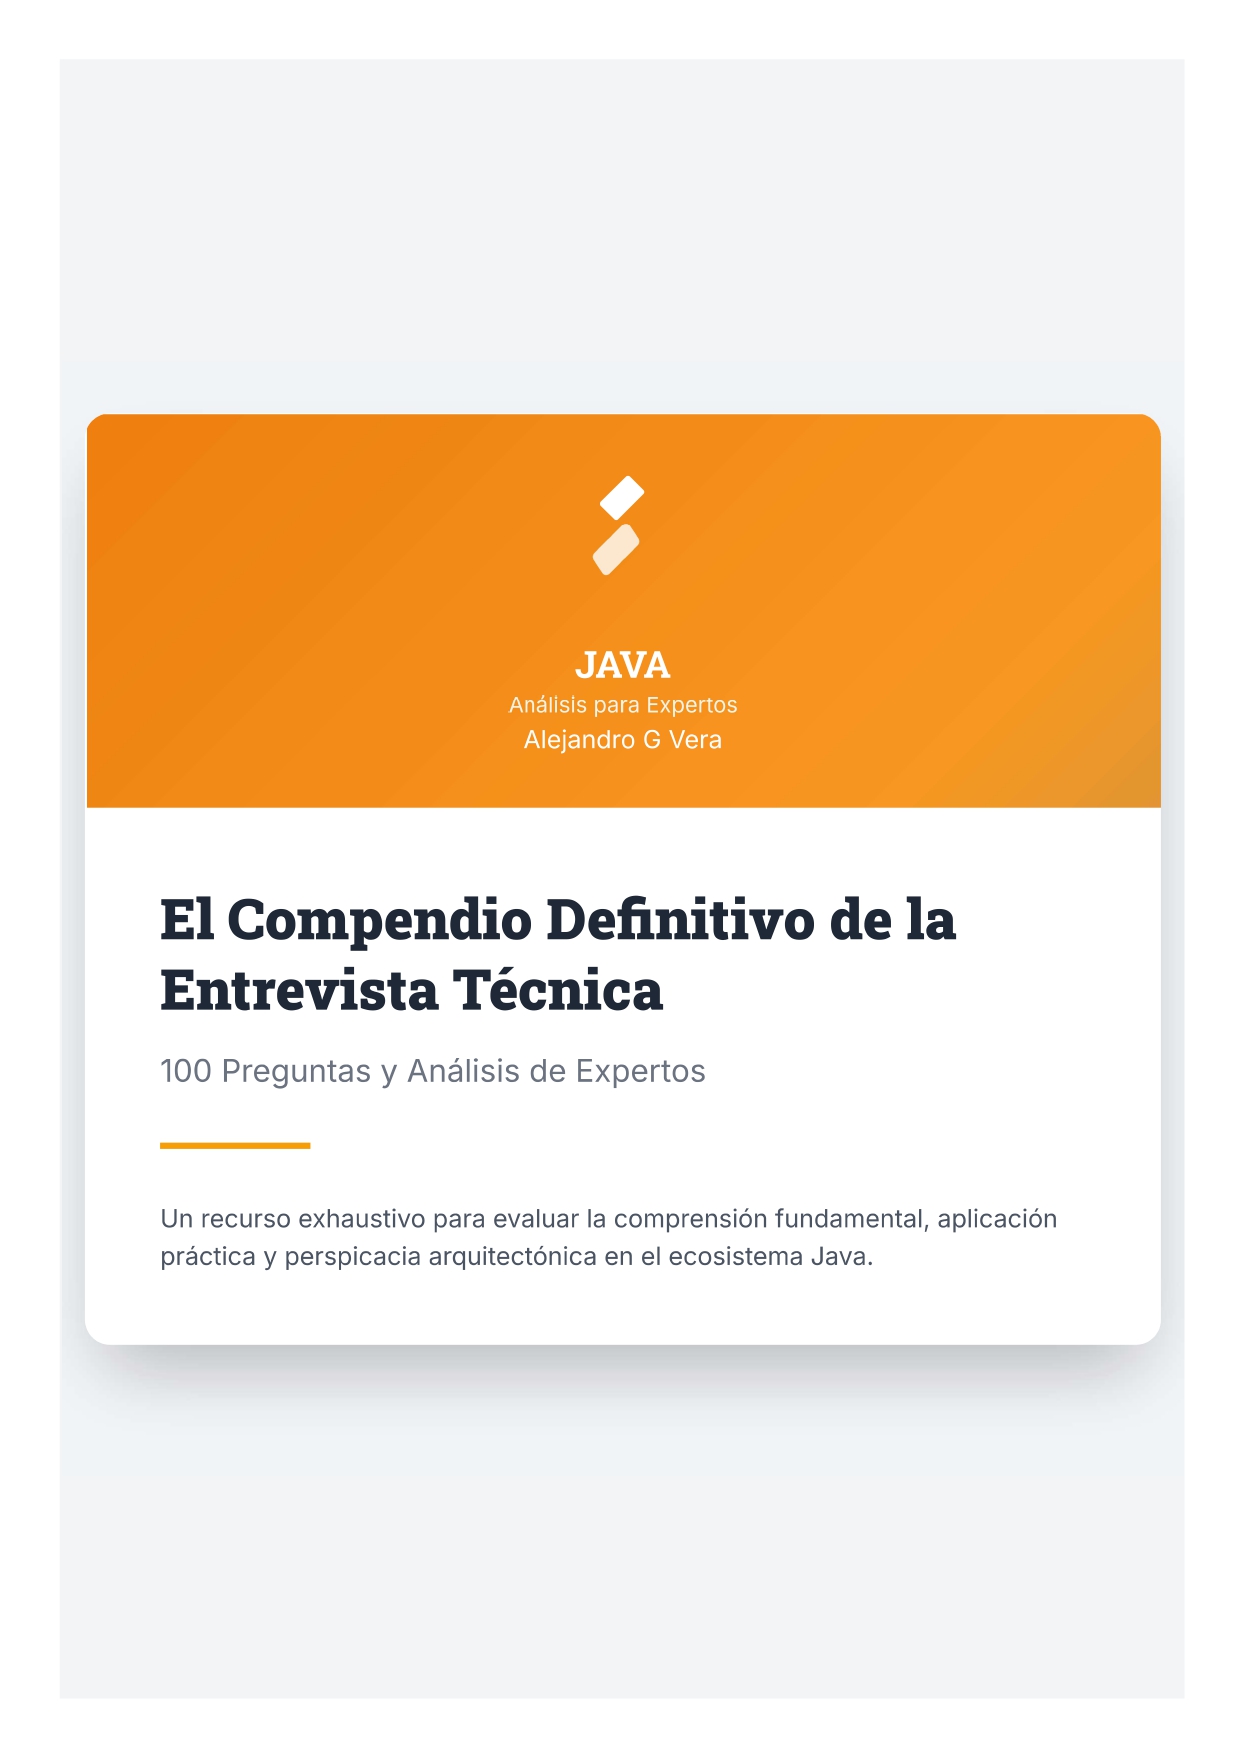 JAVA
Análisis para Expertos
Alejandro G Vera
El Compendio Definitivo de la
Entrevista Técnica
100 Preguntas y Análisis de Expertos
Un recurso exhaustivo para evaluar la comprensión fundamental, aplicación
práctica y perspicacia arquitectónica en el ecosistema Java.